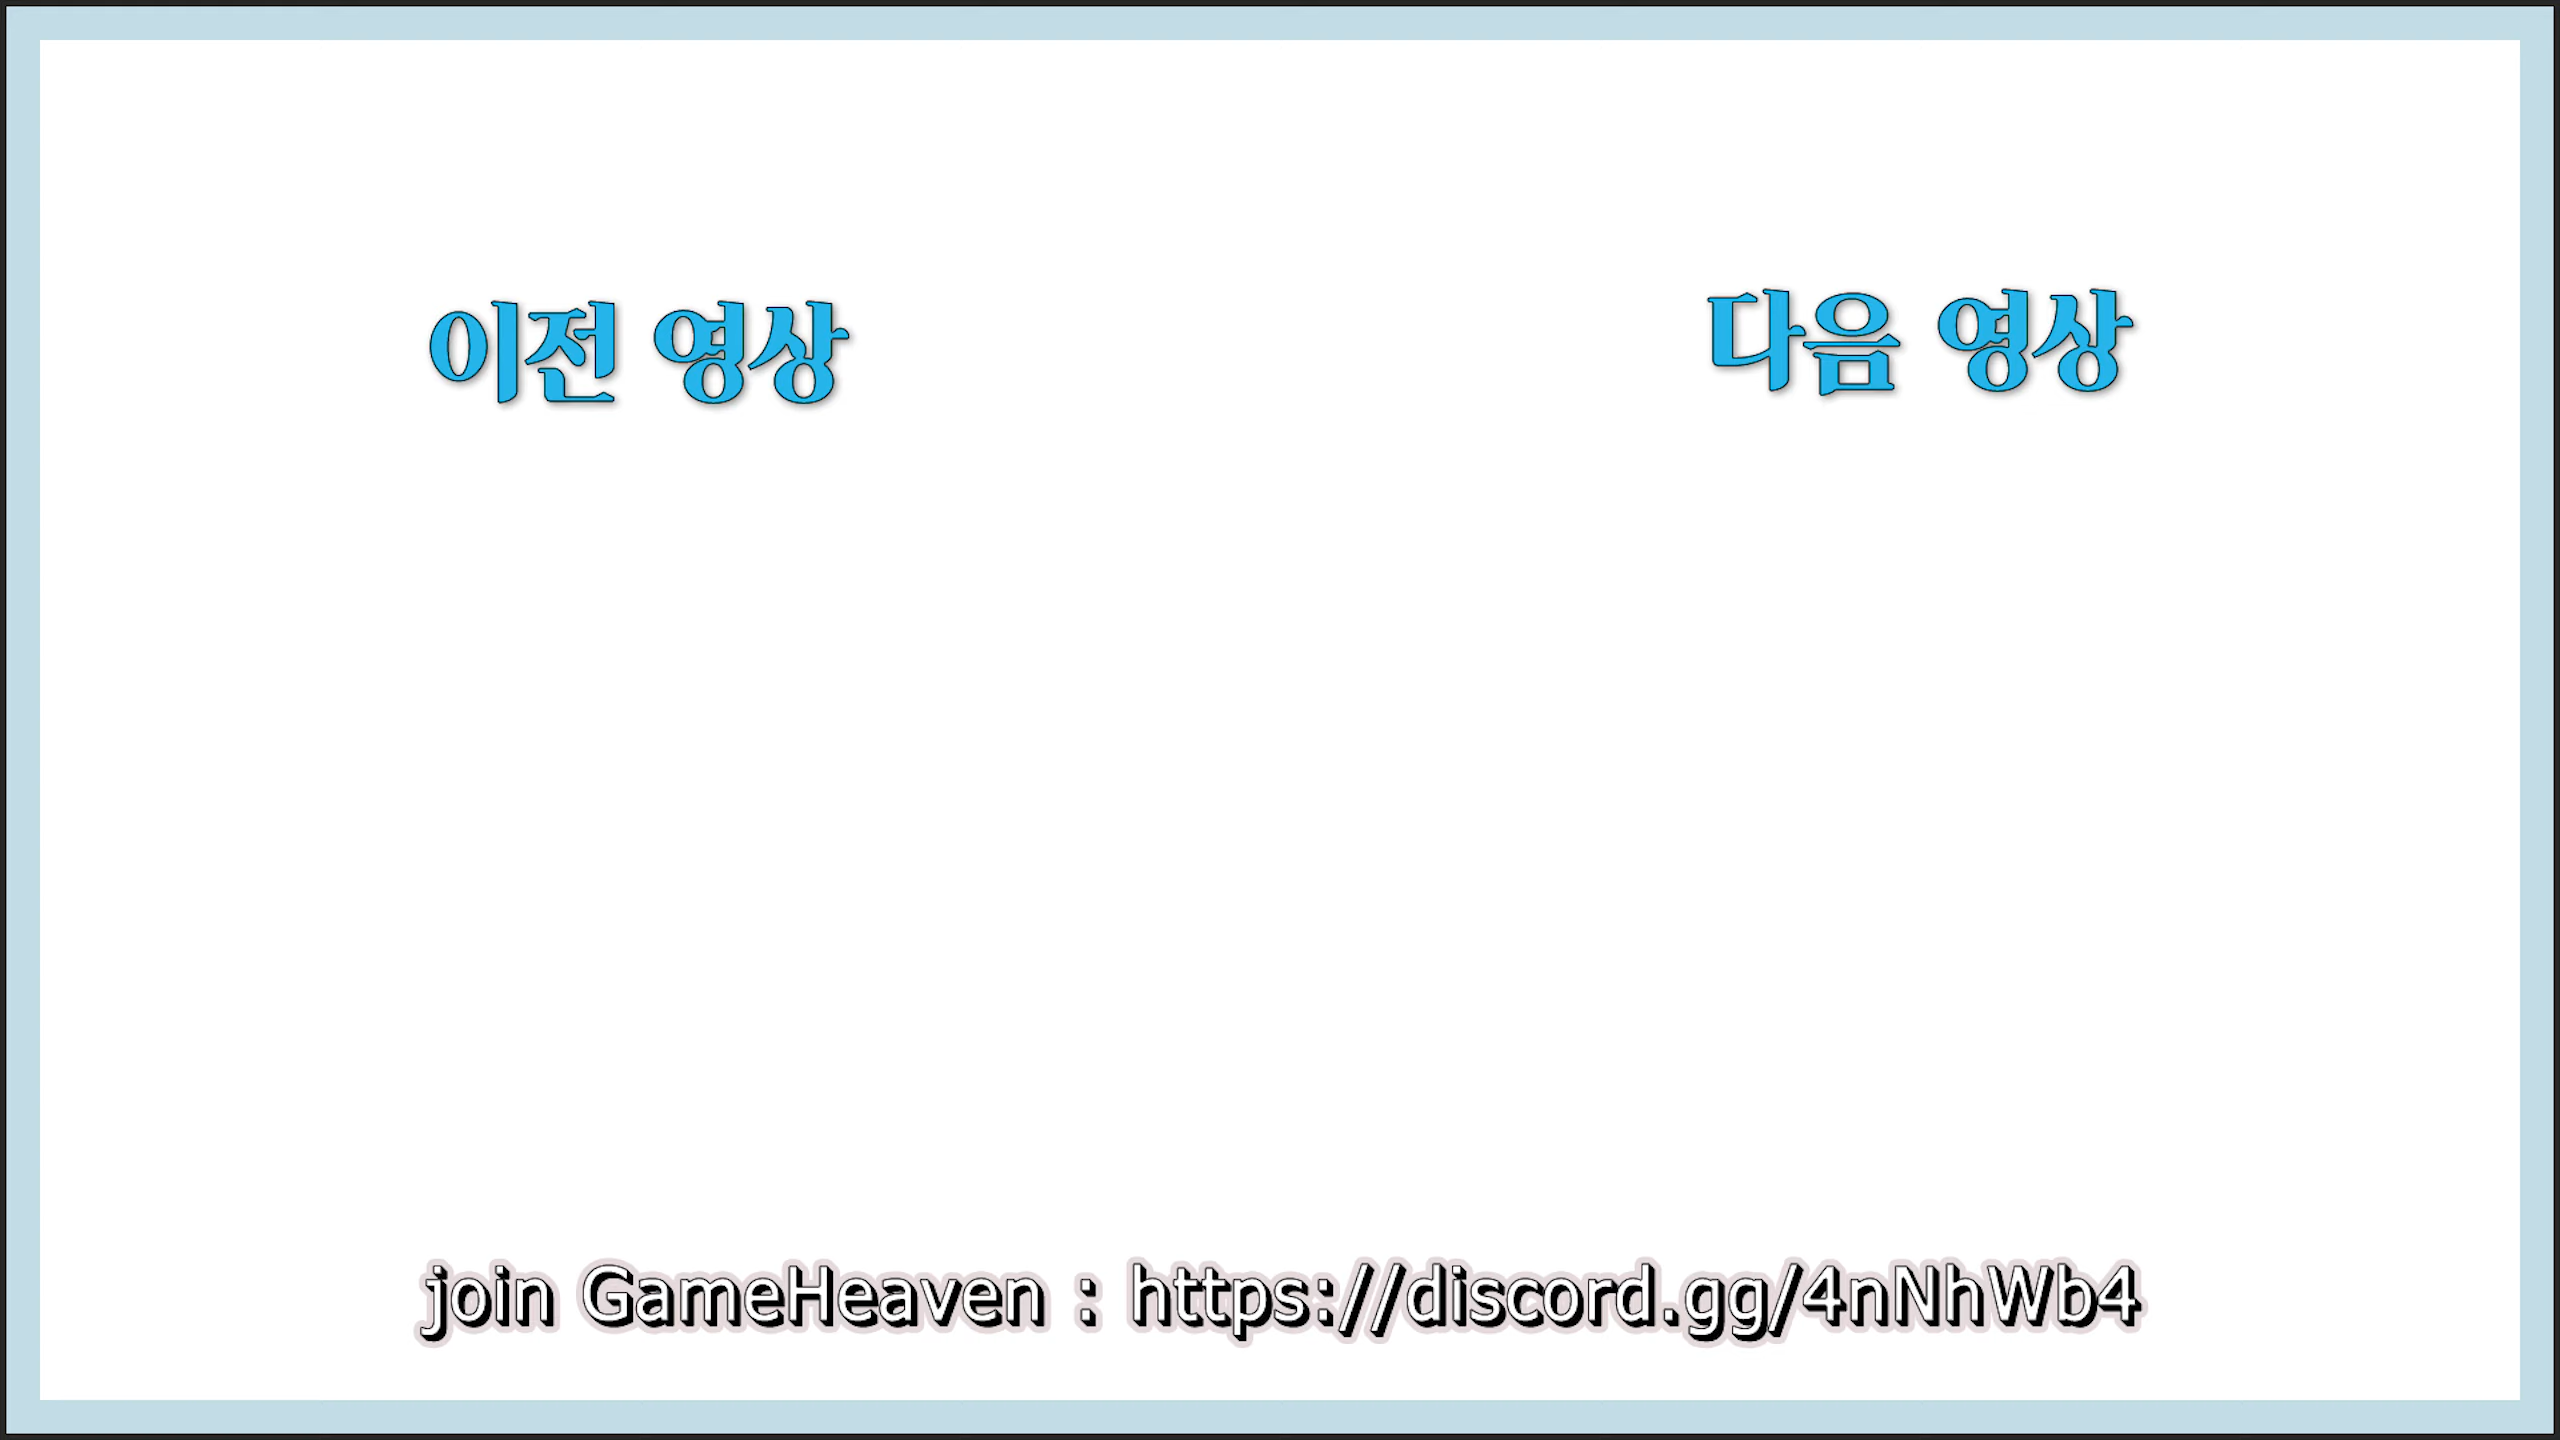 이전 영상
다음 영상
join GameHeaven : https://discord.gg/4nNhWb4